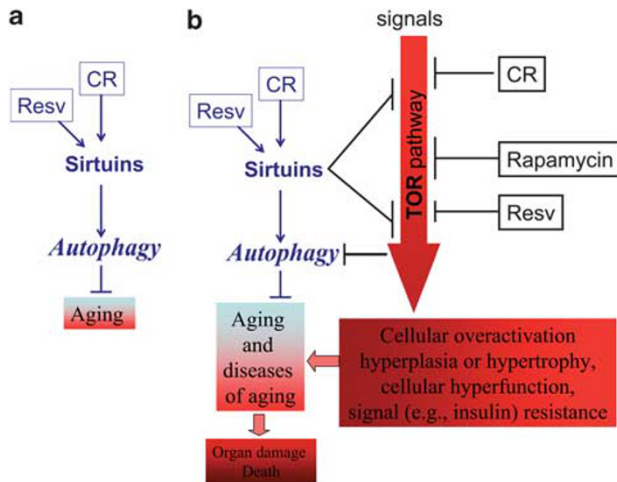 a
CR
Resv
Sirtuins
Autophagy
Aging
b
signals
CR
Resv
Sirtuins
Autophagy
TOR pathway
CR
Rapamycin
Resv
Aging
and
diseases
of aging
Cellular overactivation
hyperplasia or hypertrophy,
cellular hyperfunction,
signal (e.g., insulin) resistance
Organ damage
Death